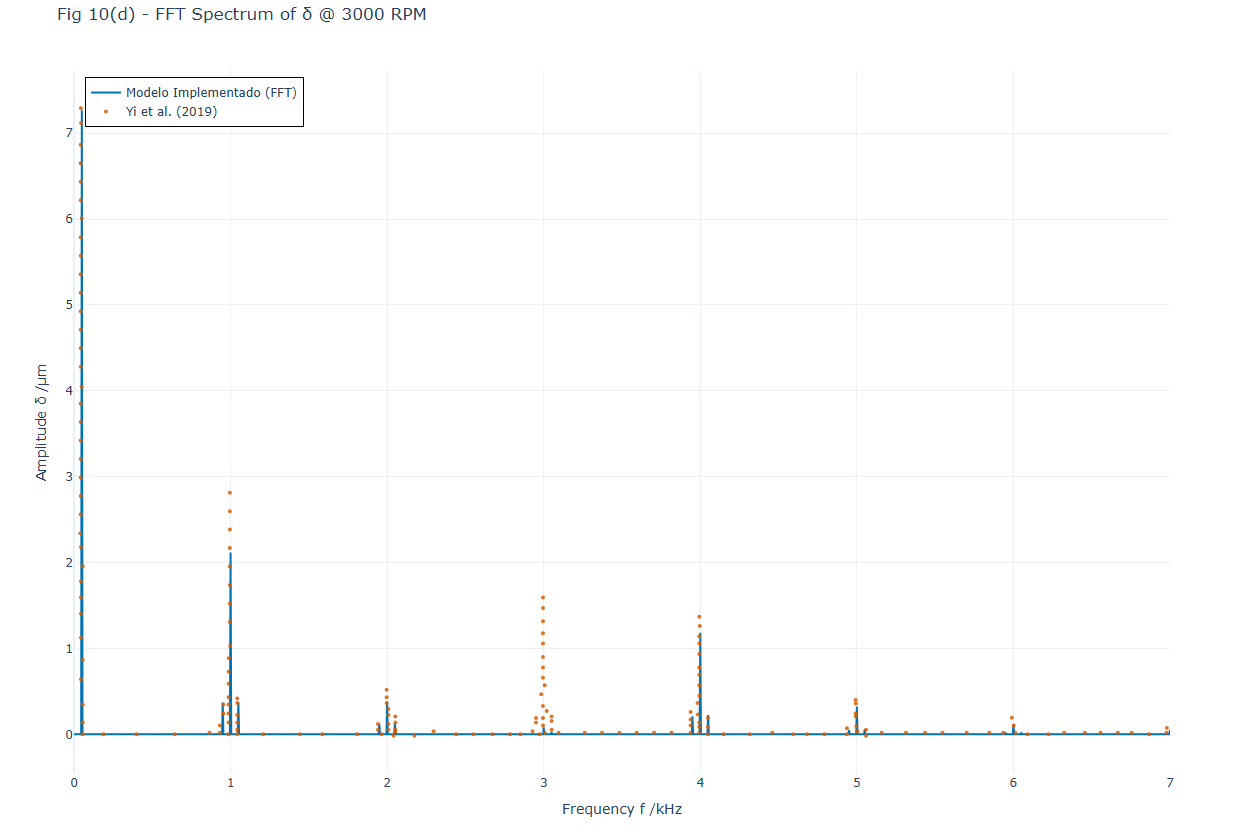 Fig 10(d) - FFT Spectrum of δ @ 3000 RPM
Modelo Implementado (FFT)
Yi et al. (2019)
7
6
5
4
3
2
1
0
Amplitude δ /μm
0 1 2 3 4 5 6 7
Frequency f /kHz